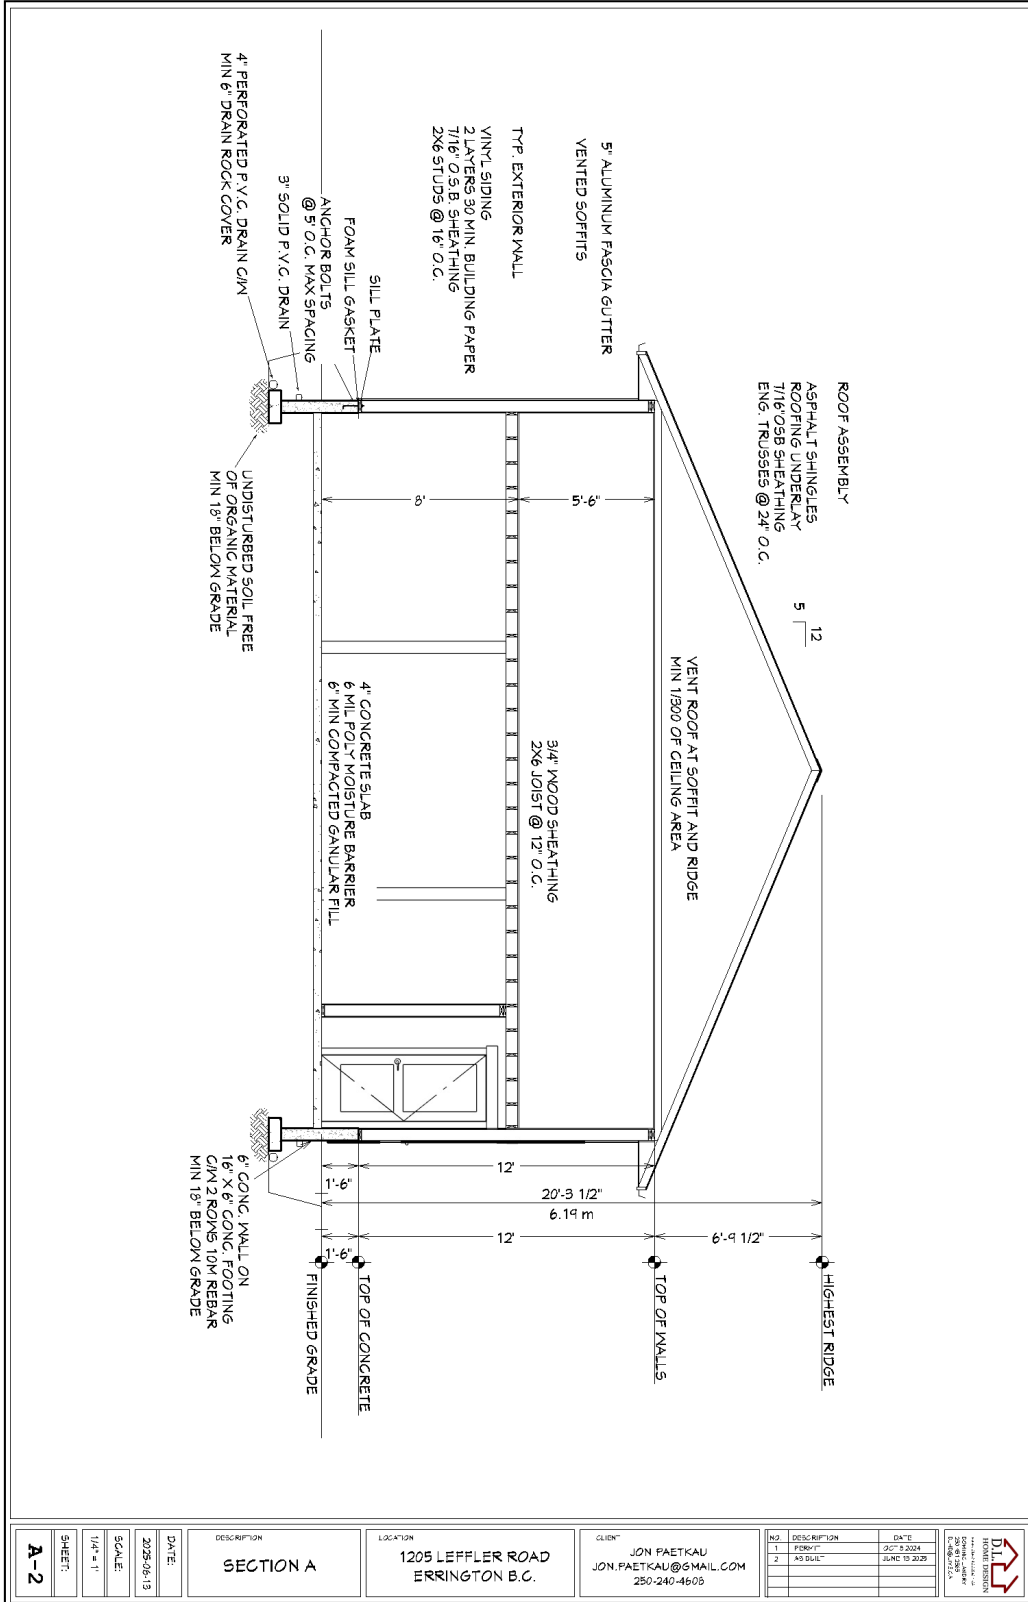 ROOF ASSEMBLY
ASPHALT SHINGLES
ROOFING UNDERLAY
7/16" OSB SHEATHING
ENG. TRUSSES @ 24" O.C.
12
5
5" ALUMINUM FASCIA GUTTER
VENTED SOFFITS
TYP. EXTERIOR WALL
VINYL SIDING
2 LAYERS 30 MIN. BUILDING PAPER
7/16" O.S.B. SHEATHING
2X6 STUDS @ 16" O.C.
SILL PLATE
FOAM SILL GASKET
ANCHOR BOLTS
@ 5' O.C. MAX SPACING
3" SOLID P.V.C. DRAIN
4" PERFORATED P.V.C. DRAIN C/W
MIN 6" DRAIN ROCK COVER
VENT ROOF AT SOFFIT AND RIDGE
MIN 1/300 OF CEILING AREA
3/4" WOOD SHEATHING
2X6 JOIST @ 12" O.C.
5'-6"
8'
4" CONCRETE SLAB
6 MIL POLY MOISTURE BARRIER
6" MIN COMPACTED GANULAR FILL
UNDISTURBED SOIL FREE
OF ORGANIC MATERIAL
MIN 18" BELOW GRADE
12'
1'-6"
20'-3 1/2"
6.19 m
6'-9 1/2"
12'
1'-6"
HIGHEST RIDGE
TOP OF WALLS
TOP OF CONCRETE
FINISHED GRADE
6" CONC. WALL ON
16" X 6" CONC. FOOTING
C/W 2 ROWS 10M REBAR
MIN 18" BELOW GRADE
D.L.
HOME DESIGN
NO. DESCRIPTION DATE
1 PERMIT OCT 8 2024
2 AS BUILT JUNE 13 2025
CLIENT
JON PAETKAU
JON.PAETKAU@GMAIL.COM
250-240-4608
LOCATION
1205 LEFFLER ROAD
ERRINGTON B.C.
DESCRIPTION
SECTION A
DATE:
2025-06-13
SCALE:
1/4" = 1'
SHEET:
A-2